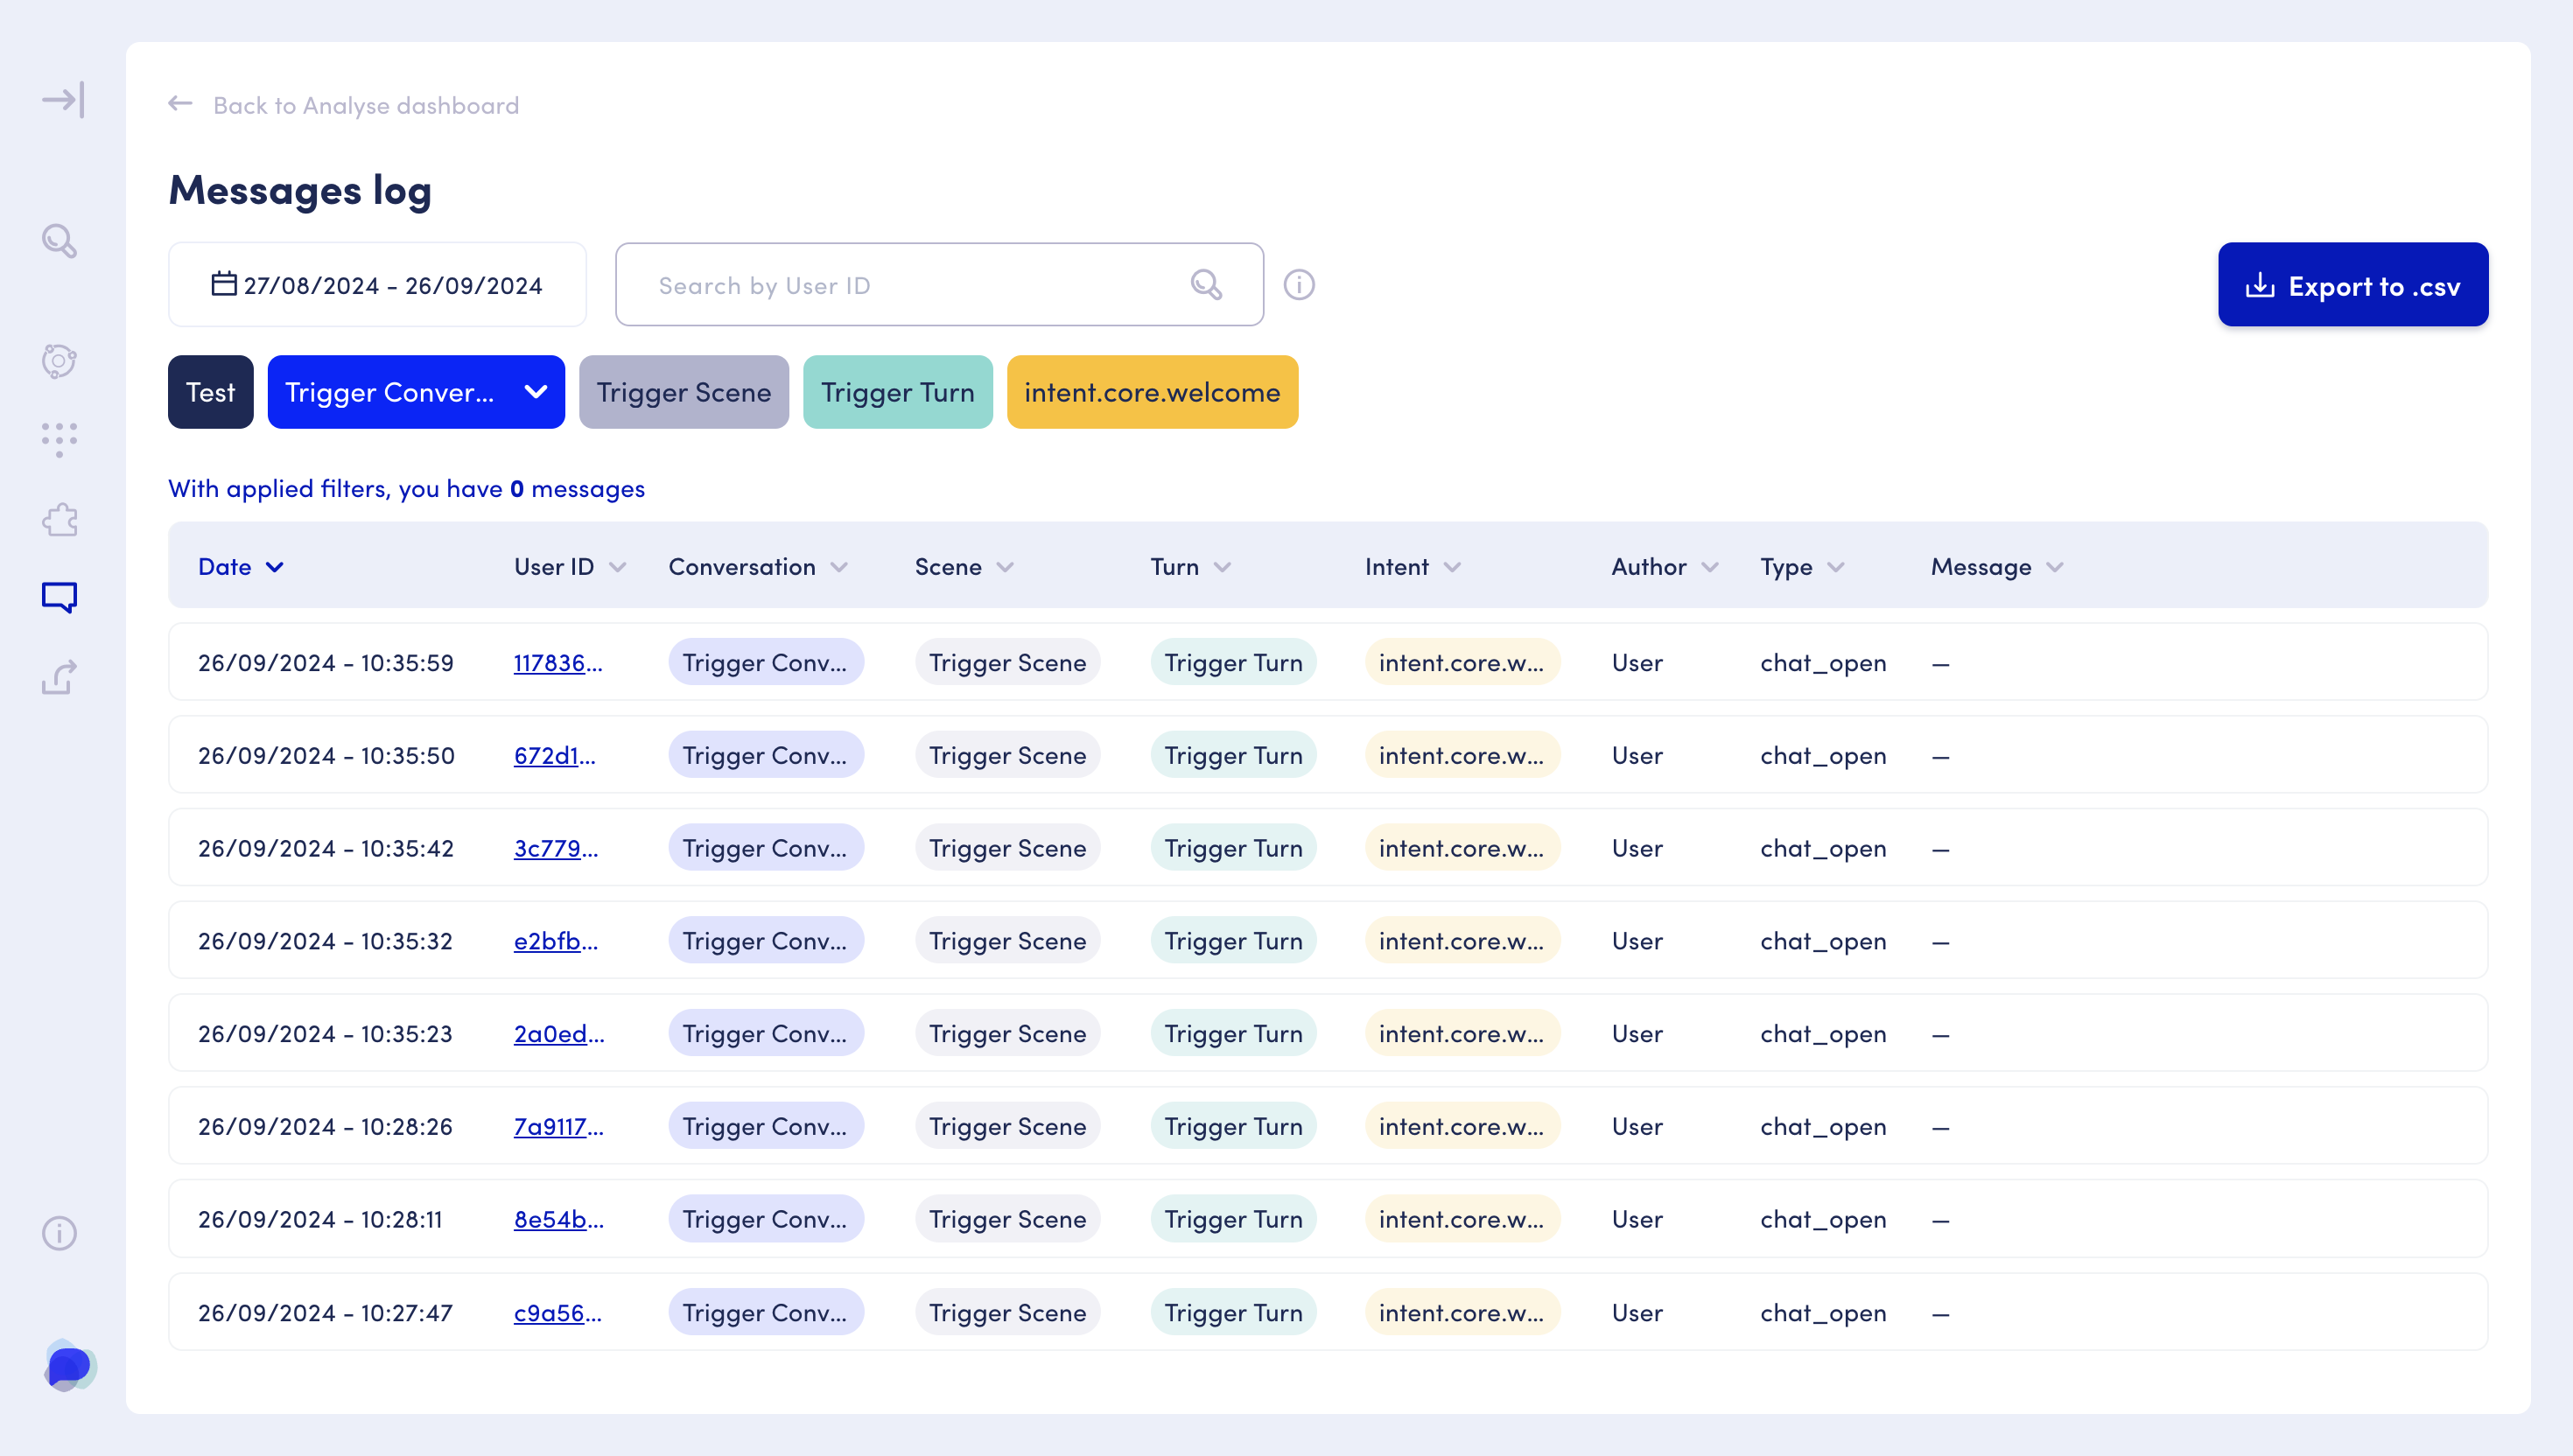 Back to Analyse dashboard
Messages log
27/08/2024 - 26/09/2024 Search by User ID Export to .csv
Test Trigger Conver... Trigger Scene Trigger Turn intent.core.welcome
With applied filters, you have 0 messages
Date User ID Conversation Scene Turn Intent Author Type Message
26/09/2024 - 10:35:59 117836... Trigger Conv... Trigger Scene Trigger Turn intent.core.w... User chat_open –
26/09/2024 - 10:35:50 672d1... Trigger Conv... Trigger Scene Trigger Turn intent.core.w... User chat_open –
26/09/2024 - 10:35:42 3c779... Trigger Conv... Trigger Scene Trigger Turn intent.core.w... User chat_open –
26/09/2024 - 10:35:32 e2bfb... Trigger Conv... Trigger Scene Trigger Turn intent.core.w... User chat_open –
26/09/2024 - 10:35:23 2a0ed... Trigger Conv... Trigger Scene Trigger Turn intent.core.w... User chat_open –
26/09/2024 - 10:28:26 7a9117... Trigger Conv... Trigger Scene Trigger Turn intent.core.w... User chat_open –
26/09/2024 - 10:28:11 8e54b... Trigger Conv... Trigger Scene Trigger Turn intent.core.w... User chat_open –
26/09/2024 - 10:27:47 c9a56... Trigger Conv... Trigger Scene Trigger Turn intent.core.w... User chat_open –